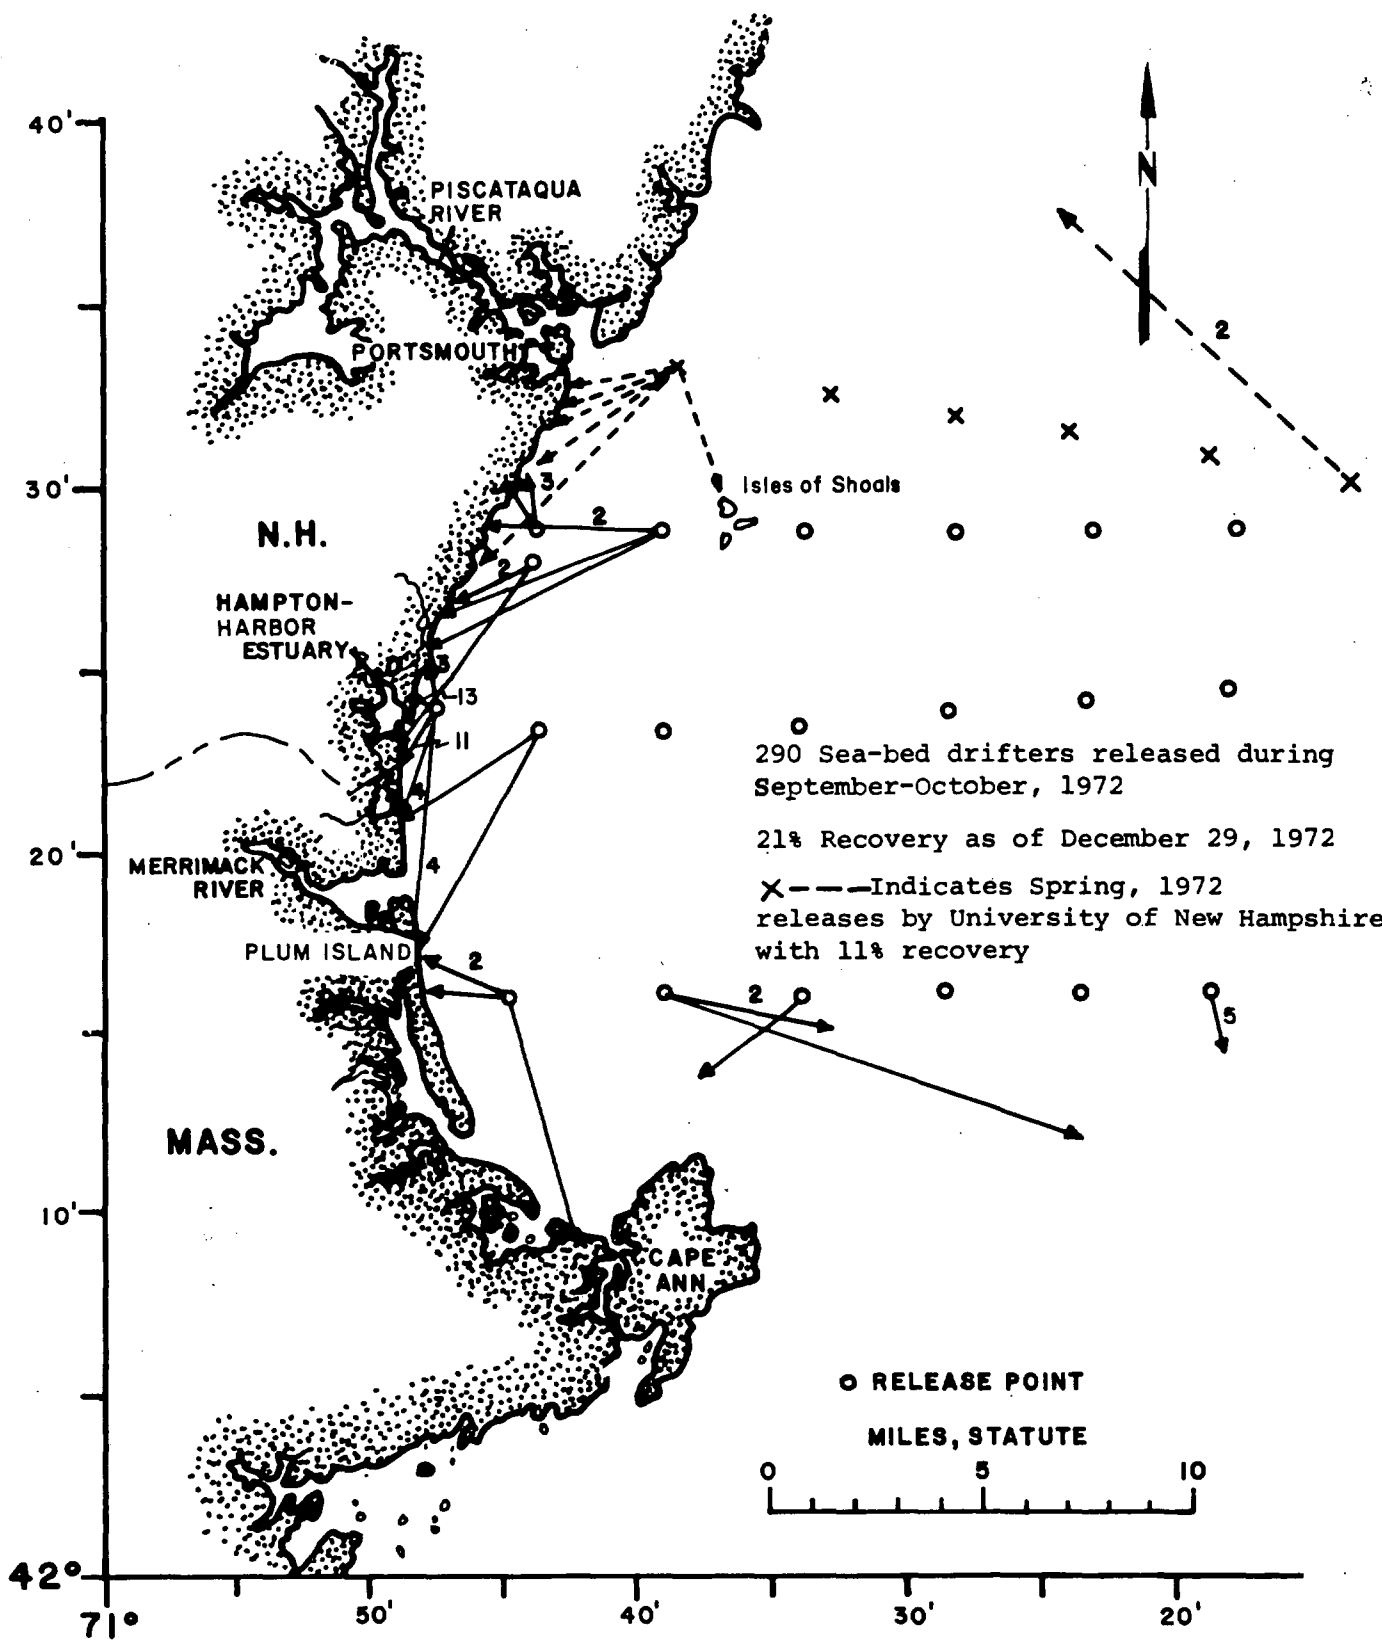 40'
PISCATAQUA
RIVER
N
2
PORTSMOUTH
30'
3
Isles of Shoals
2
N.H.
2
HAMPTON-
HARBOR
ESTUARY
3
13
11
290 Sea-bed drifters released during
September-October, 1972
4
21% Recovery as of December 29, 1972
20'
4
MERRIMACK
RIVER
X----Indicates Spring, 1972
releases by University of New Hampshire
with 11% recovery
PLUM ISLAND
2
2
5
MASS.
10'
CAPE
ANN
O RELEASE POINT
MILES, STATUTE
0 5 10
42°
71° 50' 40' 30' 20'